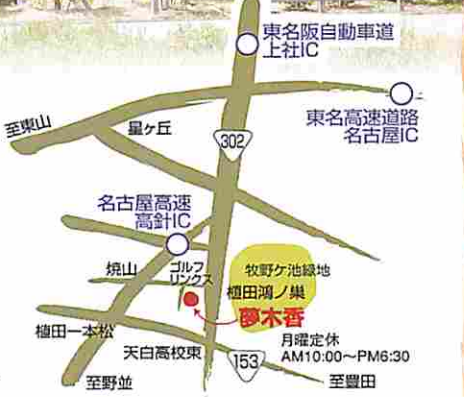 東名阪自動車道
上社IC
東名高速道路
名古屋IC
至東山
星ヶ丘
302
名古屋高速
高針IC
焼山
ゴルフ
リンクス
牧野ケ池緑地
植田鴻ノ巣
夢木香
植田一本松
天白高校東
153
月曜定休
AM10:00〜PM6:30
至野並
至豊田